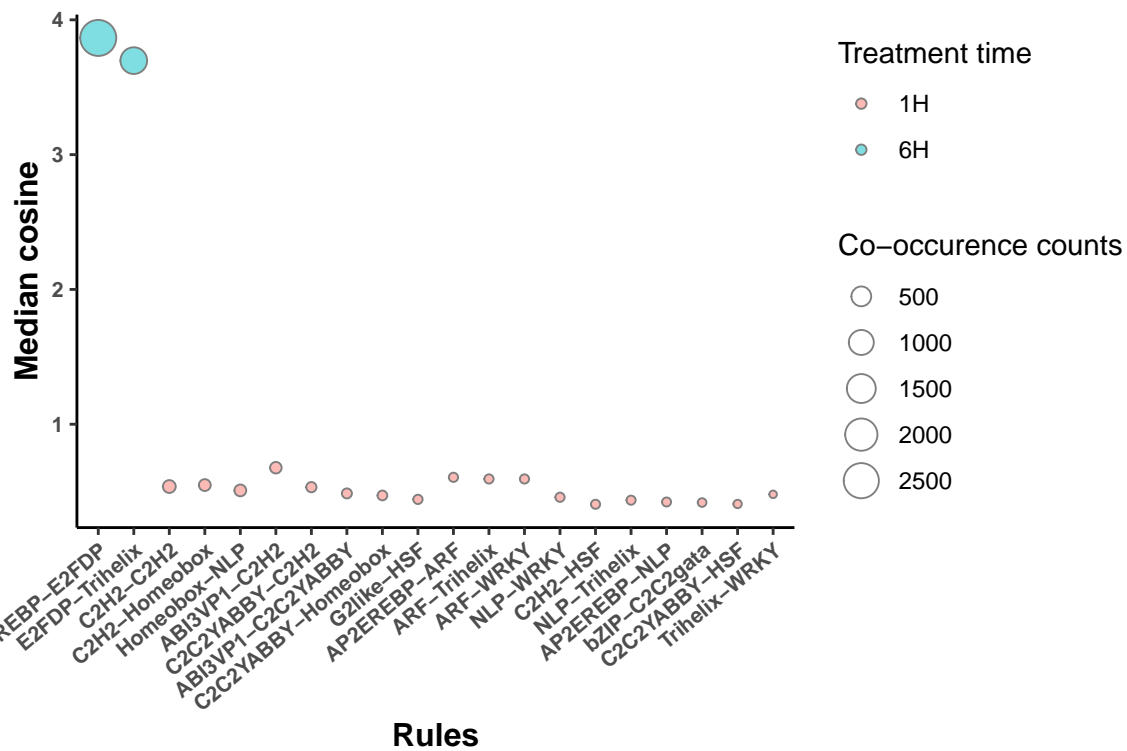 4
3
2
1
Median cosine
REBP−E2FDP
E2FDP−Trihelix
C2H2−C2H2
C2H2−Homeobox
Homeobox−NLP
ABI3VP1−C2H2
C2C2YABBY−C2H2
ABI3VP1−C2C2YABBY
C2C2YABBY−Homeobox
G2like−HSF
AP2EREBP−ARF
ARF−Trihelix
ARF−WRKY
NLP−WRKY
C2H2−HSF
NLP−Trihelix
AP2EREBP−NLP
bZIP−C2C2gata
C2C2YABBY−HSF
Trihelix−WRKY
Rules
Treatment time
1H
6H
Co−occurence counts
500
1000
1500
2000
2500